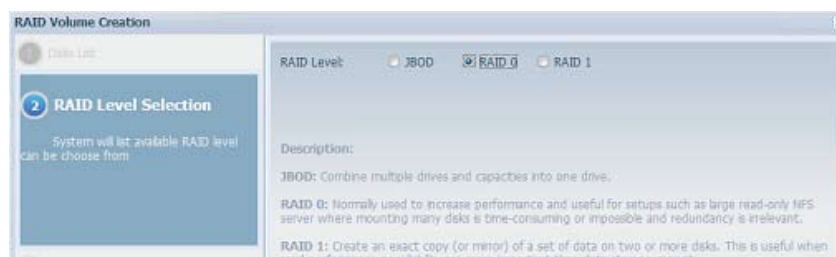 RAID Volume Creation
1 Disks List
2 RAID Level Selection
System will list available RAID level
can be choose from
RAID Level: JBOD RAID 0 RAID 1
Description:
JBOD: Combine multiple drives and capacities into one drive.
RAID 0: Normally used to increase performance and useful for setups such as large read-only NFS
server where mounting many disks is time-consuming or impossible and redundancy is irrelevant.
RAID 1: Create an exact copy (or mirror) of a set of data on two or more disks. This is useful when